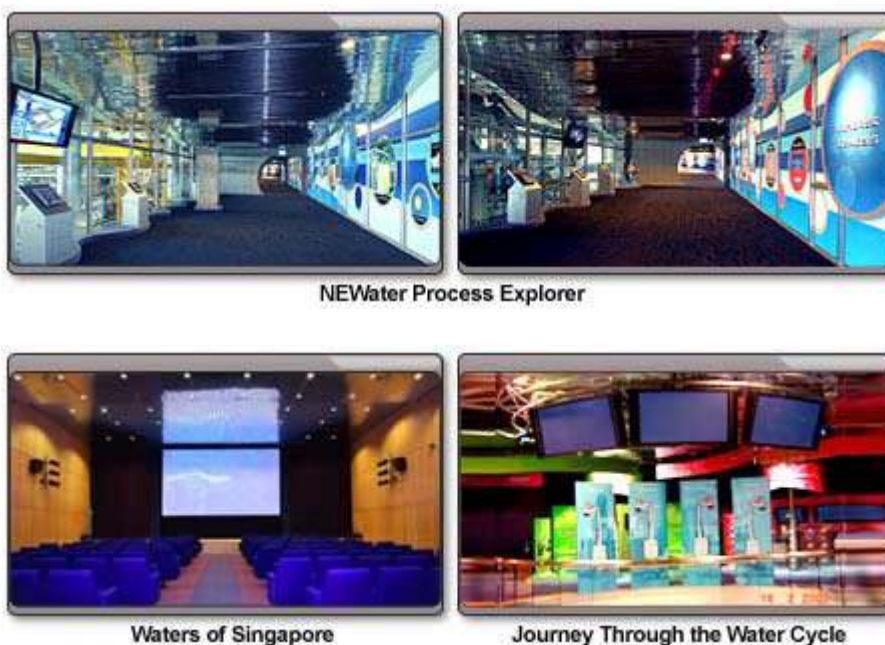 NEWater Process Explorer
Waters of Singapore
Journey Through the Water Cycle